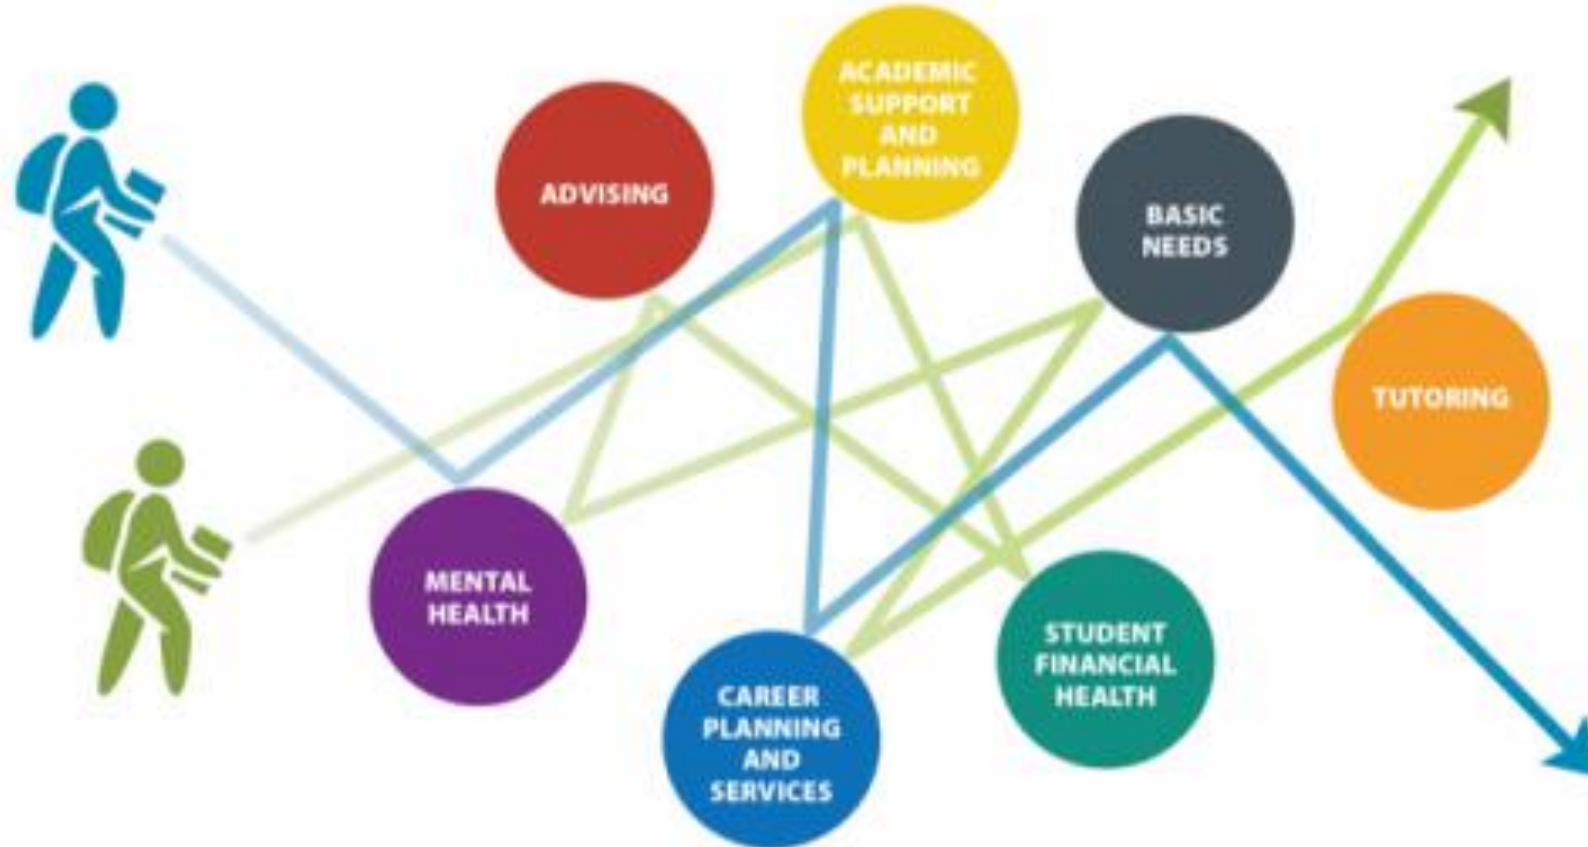 ADVISING
ACADEMIC
SUPPORT
AND
PLANNING
BASIC
NEEDS
TUTORING
MENTAL
HEALTH
CAREER
PLANNING
AND
SERVICES
STUDENT
FINANCIAL
HEALTH